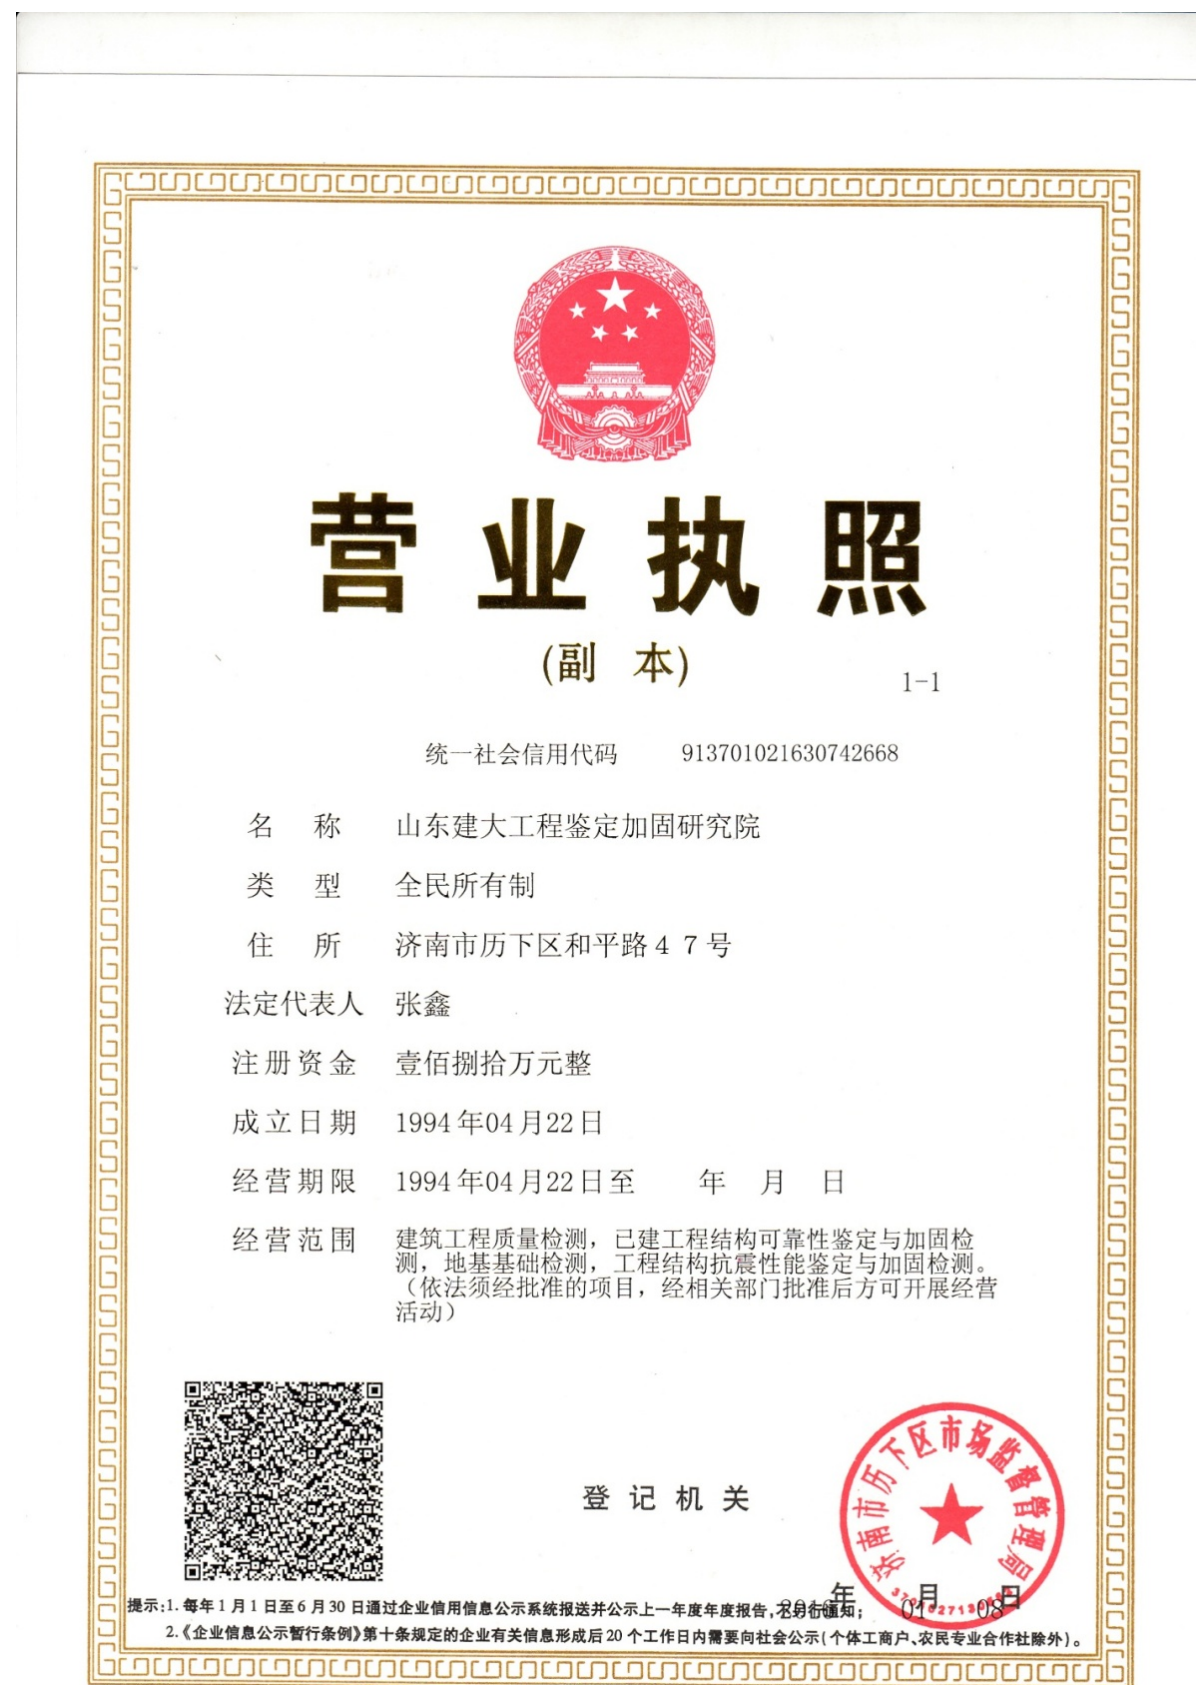 营业执照
(副 本)
1-1
统一社会信用代码 913701021630742668
名 称 山东建大工程鉴定加固研究院
类 型 全民所有制
住 所 济南市历下区和平路47号
法定代表人 张鑫
注册资金 壹佰捌拾万元整
成立日期 1994年04月22日
经营期限 1994年04月22日至 年 月 日
经营范围 建筑工程质量检测，已建工程结构可靠性鉴定与加固检
测，地基基础检测，工程结构抗震性能鉴定与加固检测。
（依法须经批准的项目，经相关部门批准后方可开展经营
活动）
登记机关
济南市历下区市场监督管理局
年 01月 08日
提示:1.每年1月1日至6月30日通过企业信用信息公示系统报送并公示上一年度年度报告,不另行通知;
2.《企业信息公示暂行条例》第十条规定的企业有关信息形成后20个工作日内需要向社会公示(个体工商户、农民专业合作社除外)。